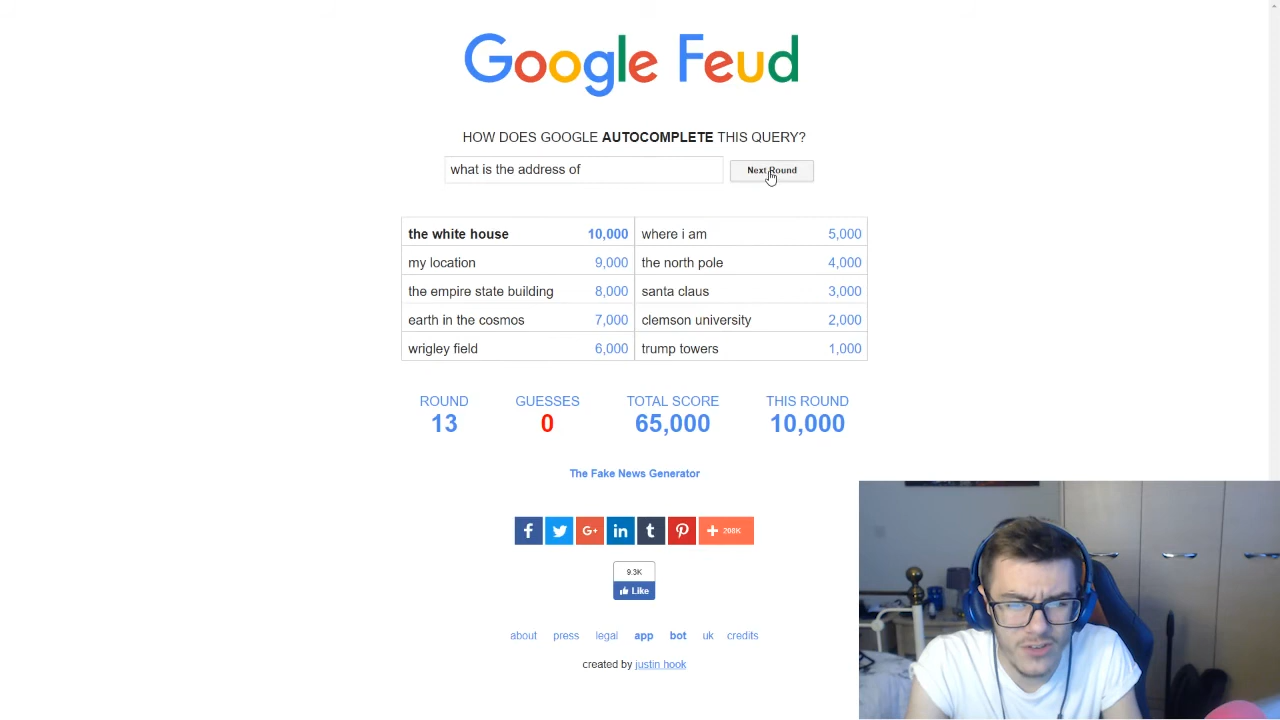 Google Feud
HOW DOES GOOGLE AUTOCOMPLETE THIS QUERY?
what is the address of
Next Round
the white house 10,000 where i am 5,000
my location 9,000 the north pole 4,000
the empire state building 8,000 santa claus 3,000
earth in the cosmos 7,000 clemson university 2,000
wrigley field 6,000 trump towers 1,000
ROUND GUESSES TOTAL SCORE THIS ROUND
13 0 65,000 10,000
The Fake News Generator
f G+ in t + 208K
9.3K
Like
about press legal app bot uk credits
created by justin hook